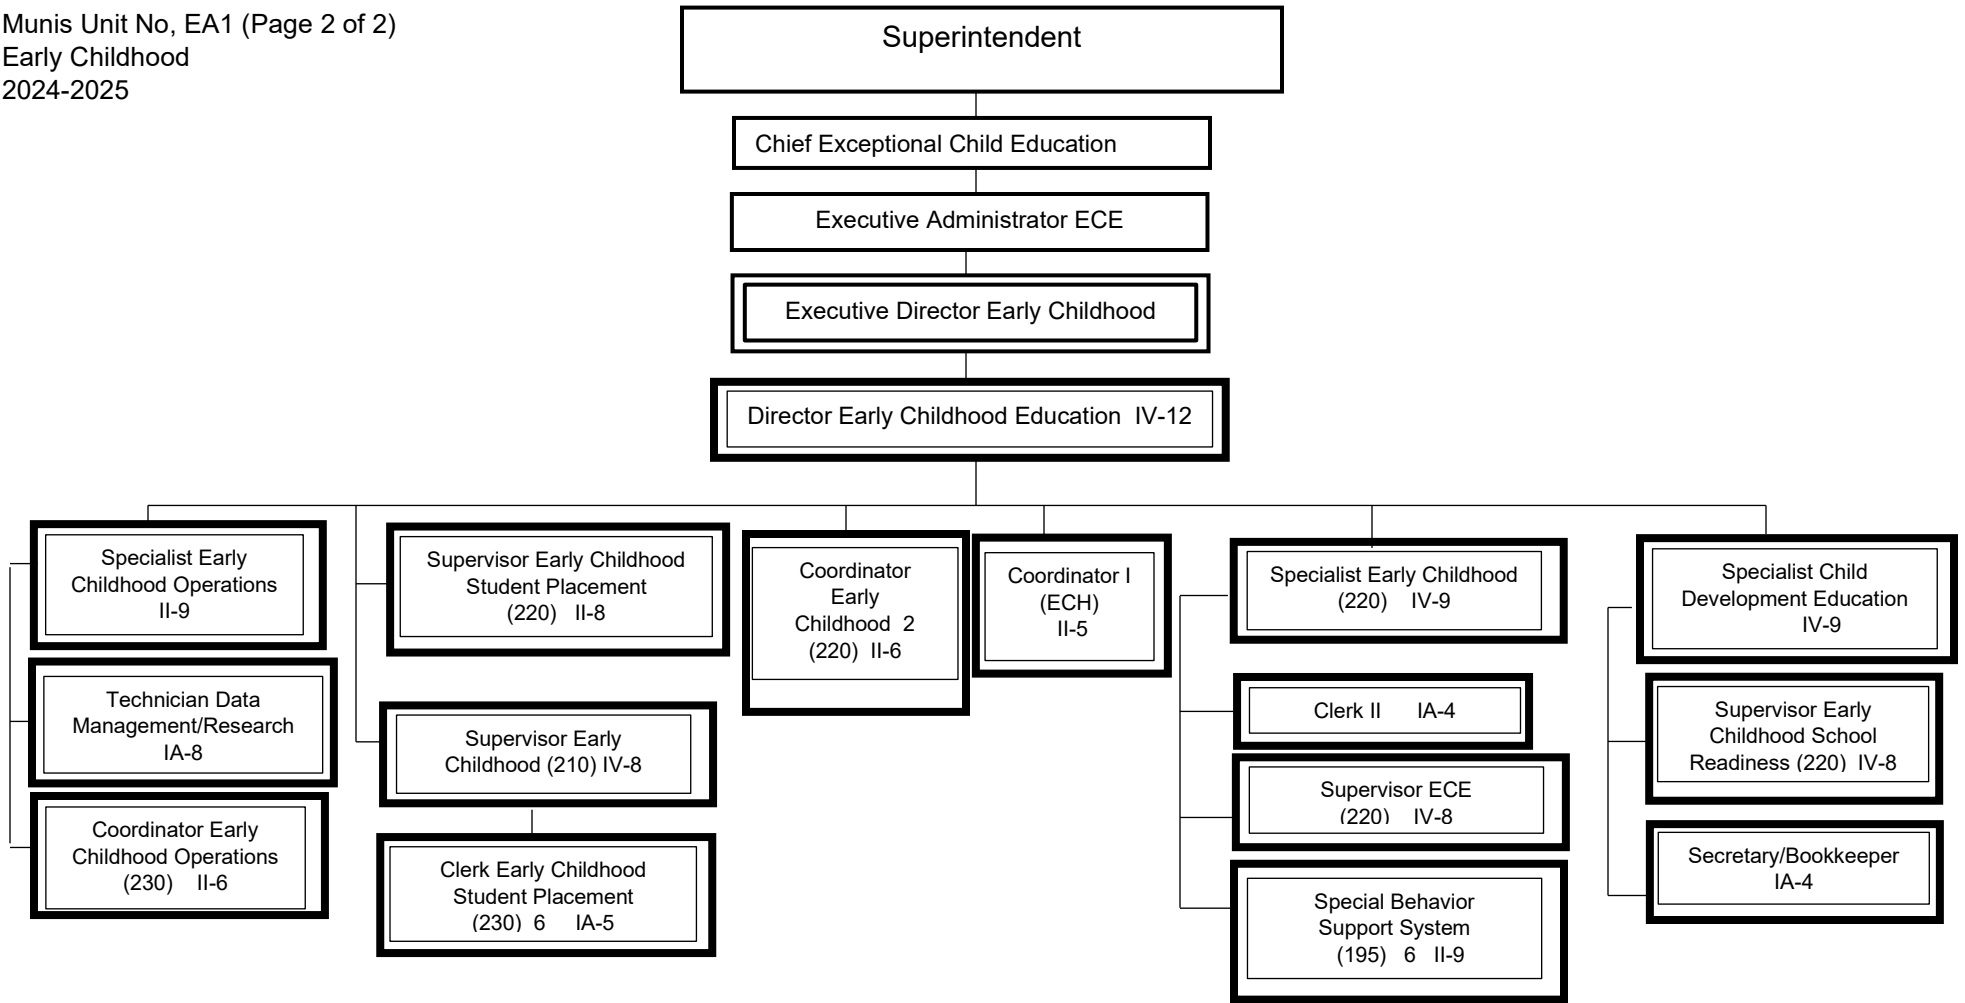 Munis Unit No, EA1 (Page 2 of 2)
Early Childhood
2024-2025
Superintendent
Chief Exceptional Child Education
Executive Administrator ECE
Executive Director Early Childhood
Director Early Childhood Education IV-12
Specialist Early
Childhood Operations
II-9
Technician Data
Management/Research
IA-8
Coordinator Early
Childhood Operations
(230) II-6
Supervisor Early Childhood
Student Placement
(220) II-8
Supervisor Early
Childhood (210) IV-8
Clerk Early Childhood
Student Placement
(230) 6 IA-5
Coordinator
Early
Childhood 2
(220) II-6
Coordinator I
(ECH)
II-5
Specialist Early Childhood
(220) IV-9
Clerk II IA-4
Supervisor ECE
(220) IV-8
Special Behavior
Support System
(195) 6 II-9
Specialist Child
Development Education
IV-9
Supervisor Early
Childhood School
Readiness (220) IV-8
Secretary/Bookkeeper
IA-4